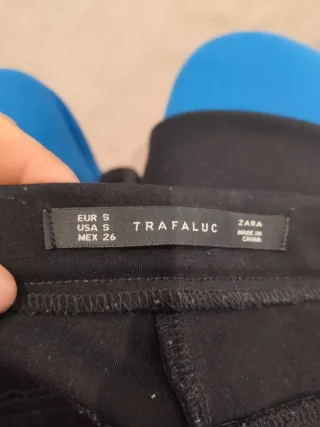 EUR S
USA S
MEX 26
TRAFALUC
ZARA
MADE IN
CHINA